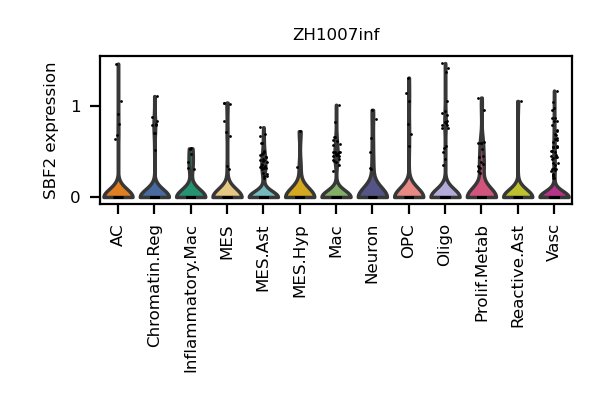 ZH1007inf
SBF2 expression
1
0
AC
Chromatin.Reg
Inflammatory.Mac
MES
MES.Ast
MES.Hyp
Mac
Neuron
OPC
Oligo
Prolif.Metab
Reactive.Ast
Vasc